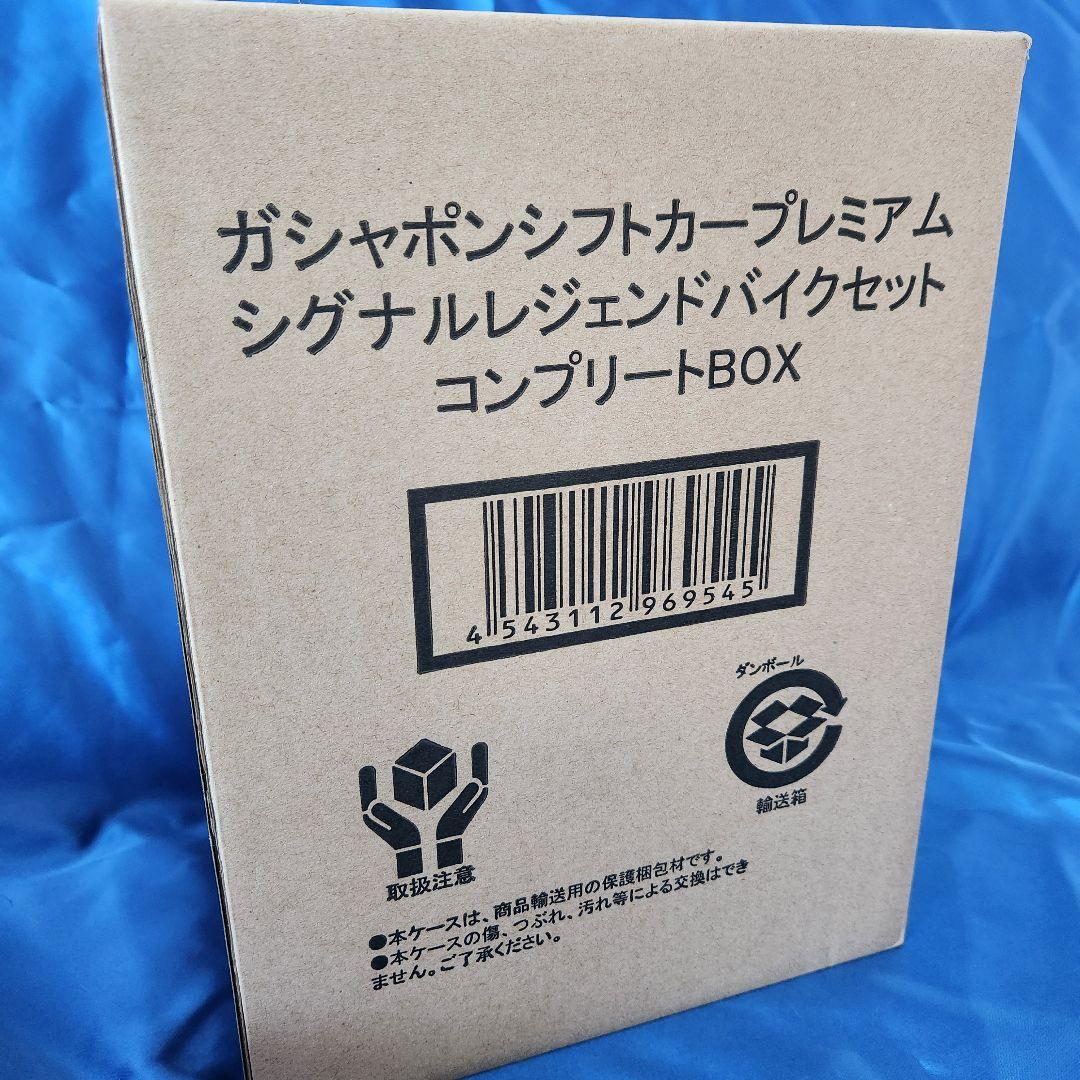 ガシャポンシフトカープレミアム
シグナルレジェンドバイクセット
コンプリートBOX
4 543112 969545
ダンボール
輸送箱
取扱注意
●本ケースは、商品輸送用の保護梱包材です。
●本ケースの傷、つぶれ、汚れ等による交換はでき
ません。ご了承ください。